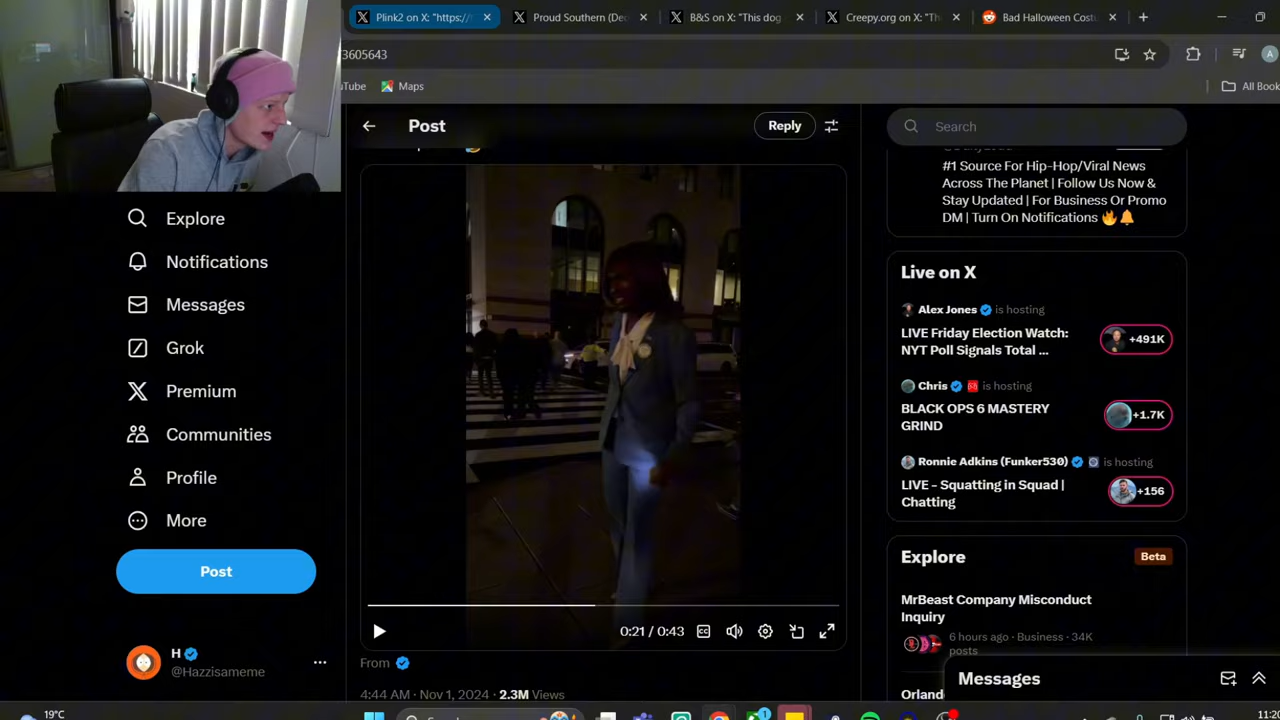 Plink2 on X: "https://
Proud Southern (De
B&S on X: "This dog
Creepy.org on X: "Th
Bad Halloween Cost
3605643
uTube
Maps
All Book
Post
Reply
Search
#1 Source For Hip-Hop/Viral News
Across The Planet | Follow Us Now &
Stay Updated | For Business Or Promo
DM | Turn On Notifications 🔥🔔
Explore
Notifications
Messages
Grok
Premium
Communities
Profile
More
Post
H
@Hazzisameme
Live on X
Alex Jones is hosting
LIVE Friday Election Watch:
NYT Poll Signals Total ...
+491K
Chris is hosting
BLACK OPS 6 MASTERY
GRIND
+1.7K
Ronnie Adkins (Funker530) is hosting
LIVE - Squatting in Squad |
Chatting
+156
Explore
Beta
MrBeast Company Misconduct
Inquiry
6 hours ago · Business · 34K
posts
Orland
Messages
0:21 / 0:43
From
4:44 AM · Nov 1, 2024 · 2.3M Views
19°C
1
11:20